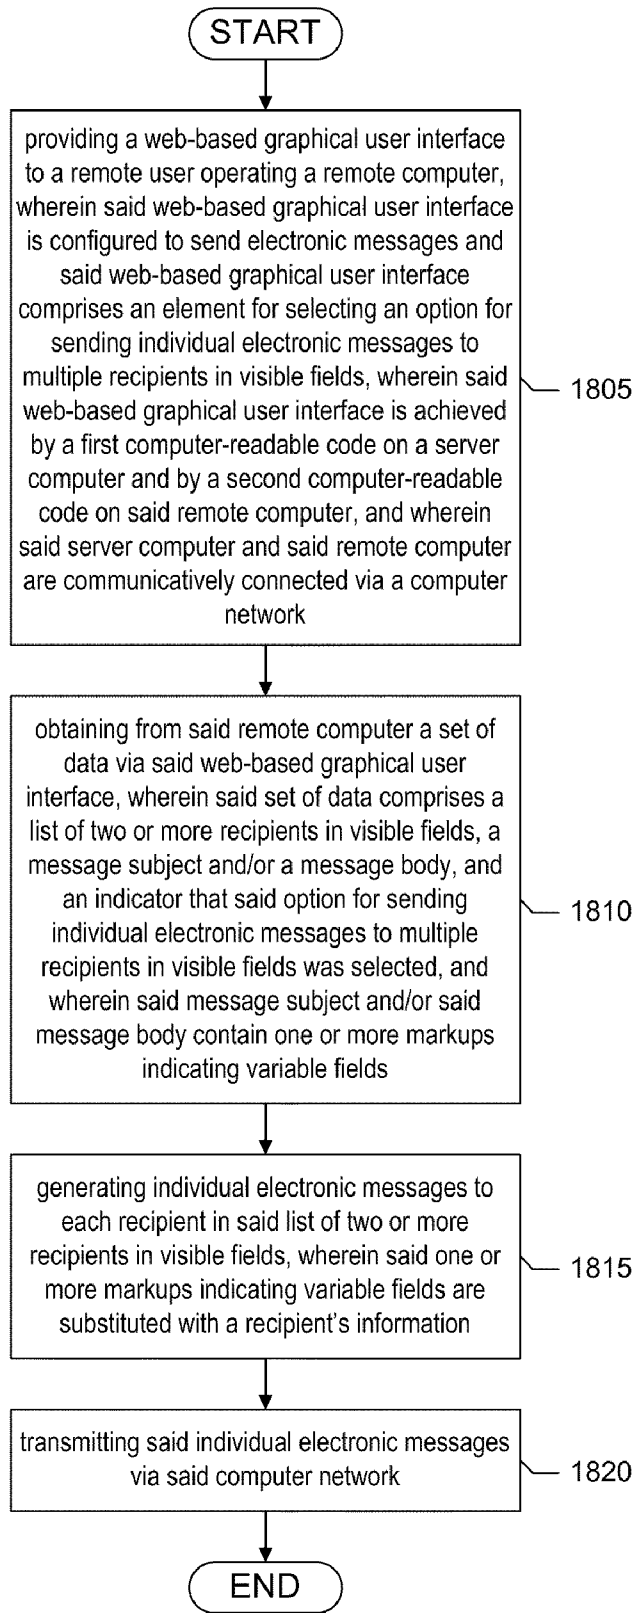 START
providing a web-based graphical user interface
to a remote user operating a remote computer,
wherein said web-based graphical user interface
is configured to send electronic messages and
said web-based graphical user interface
comprises an element for selecting an option for
sending individual electronic messages to
multiple recipients in visible fields, wherein said
web-based graphical user interface is achieved
by a first computer-readable code on a server
computer and by a second computer-readable
code on said remote computer, and wherein
said server computer and said remote computer
are communicatively connected via a computer
network
1805
obtaining from said remote computer a set of
data via said web-based graphical user
interface, wherein said set of data comprises a
list of two or more recipients in visible fields, a
message subject and/or a message body, and
an indicator that said option for sending
individual electronic messages to multiple
recipients in visible fields was selected, and
wherein said message subject and/or said
message body contain one or more markups
indicating variable fields
1810
generating individual electronic messages to
each recipient in said list of two or more
recipients in visible fields, wherein said one or
more markups indicating variable fields are
substituted with a recipient's information
1815
transmitting said individual electronic messages
via said computer network
1820
END